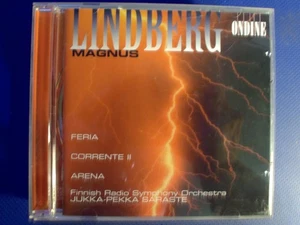 LINDBERG
MAGNUS
ONDINE
FERIA
CORRENTE II
ARENA
Finnish Radio Symphony Orchestra
JUKKA-PEKKA SARASTE